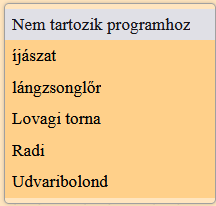 Nem tartozik programhoz
íjászat
lángzsonglőr
Lovagi torna
Radi
Udvaribolond